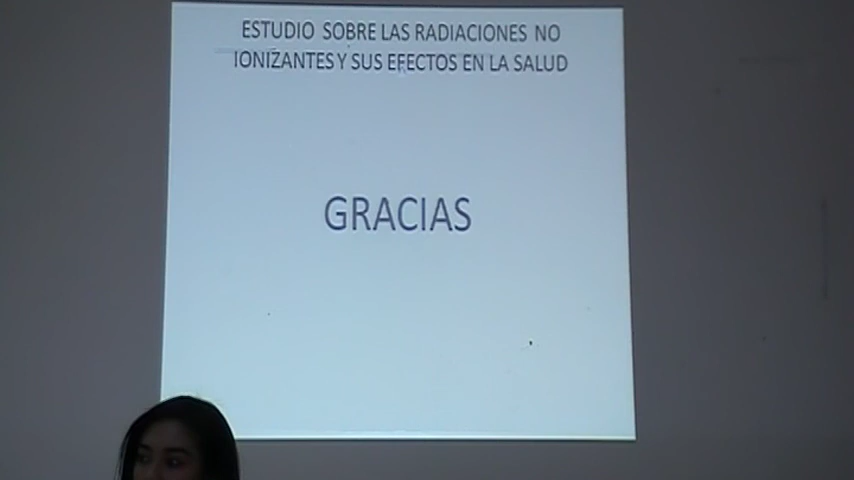 ESTUDIO SOBRE LAS RADIACIONES NO
IONIZANTES Y SUS EFECTOS EN LA SALUD
GRACIAS